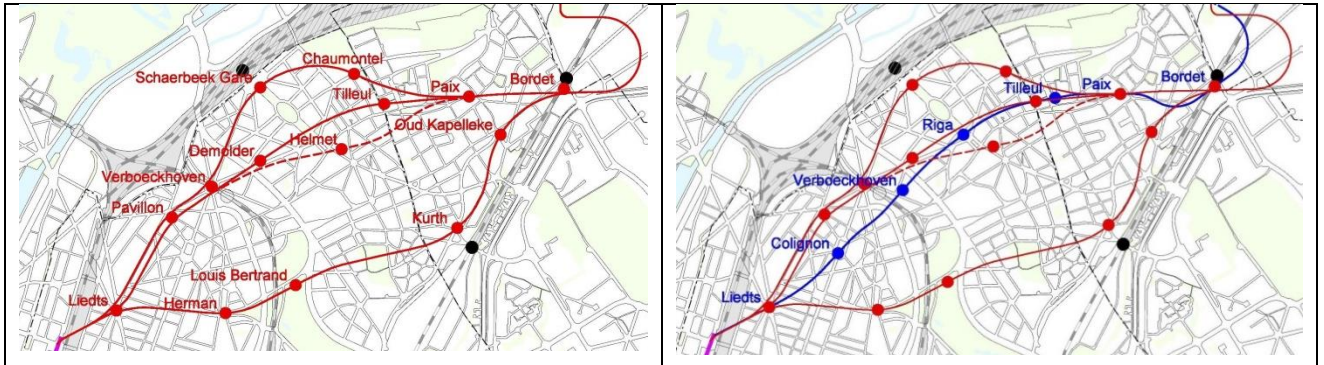 Chaumontel
Schaerbeek Gare
Bordet
Tilleul
Paix
Oud Kapelleke
Helmet
Demolder
Verboeckhoven
Pavillon
Kurth
Louis Bertrand
Liedts
Herman
Bordet
Tilleul
Paix
Riga
Verboeckhoven
Colignon
Liedts